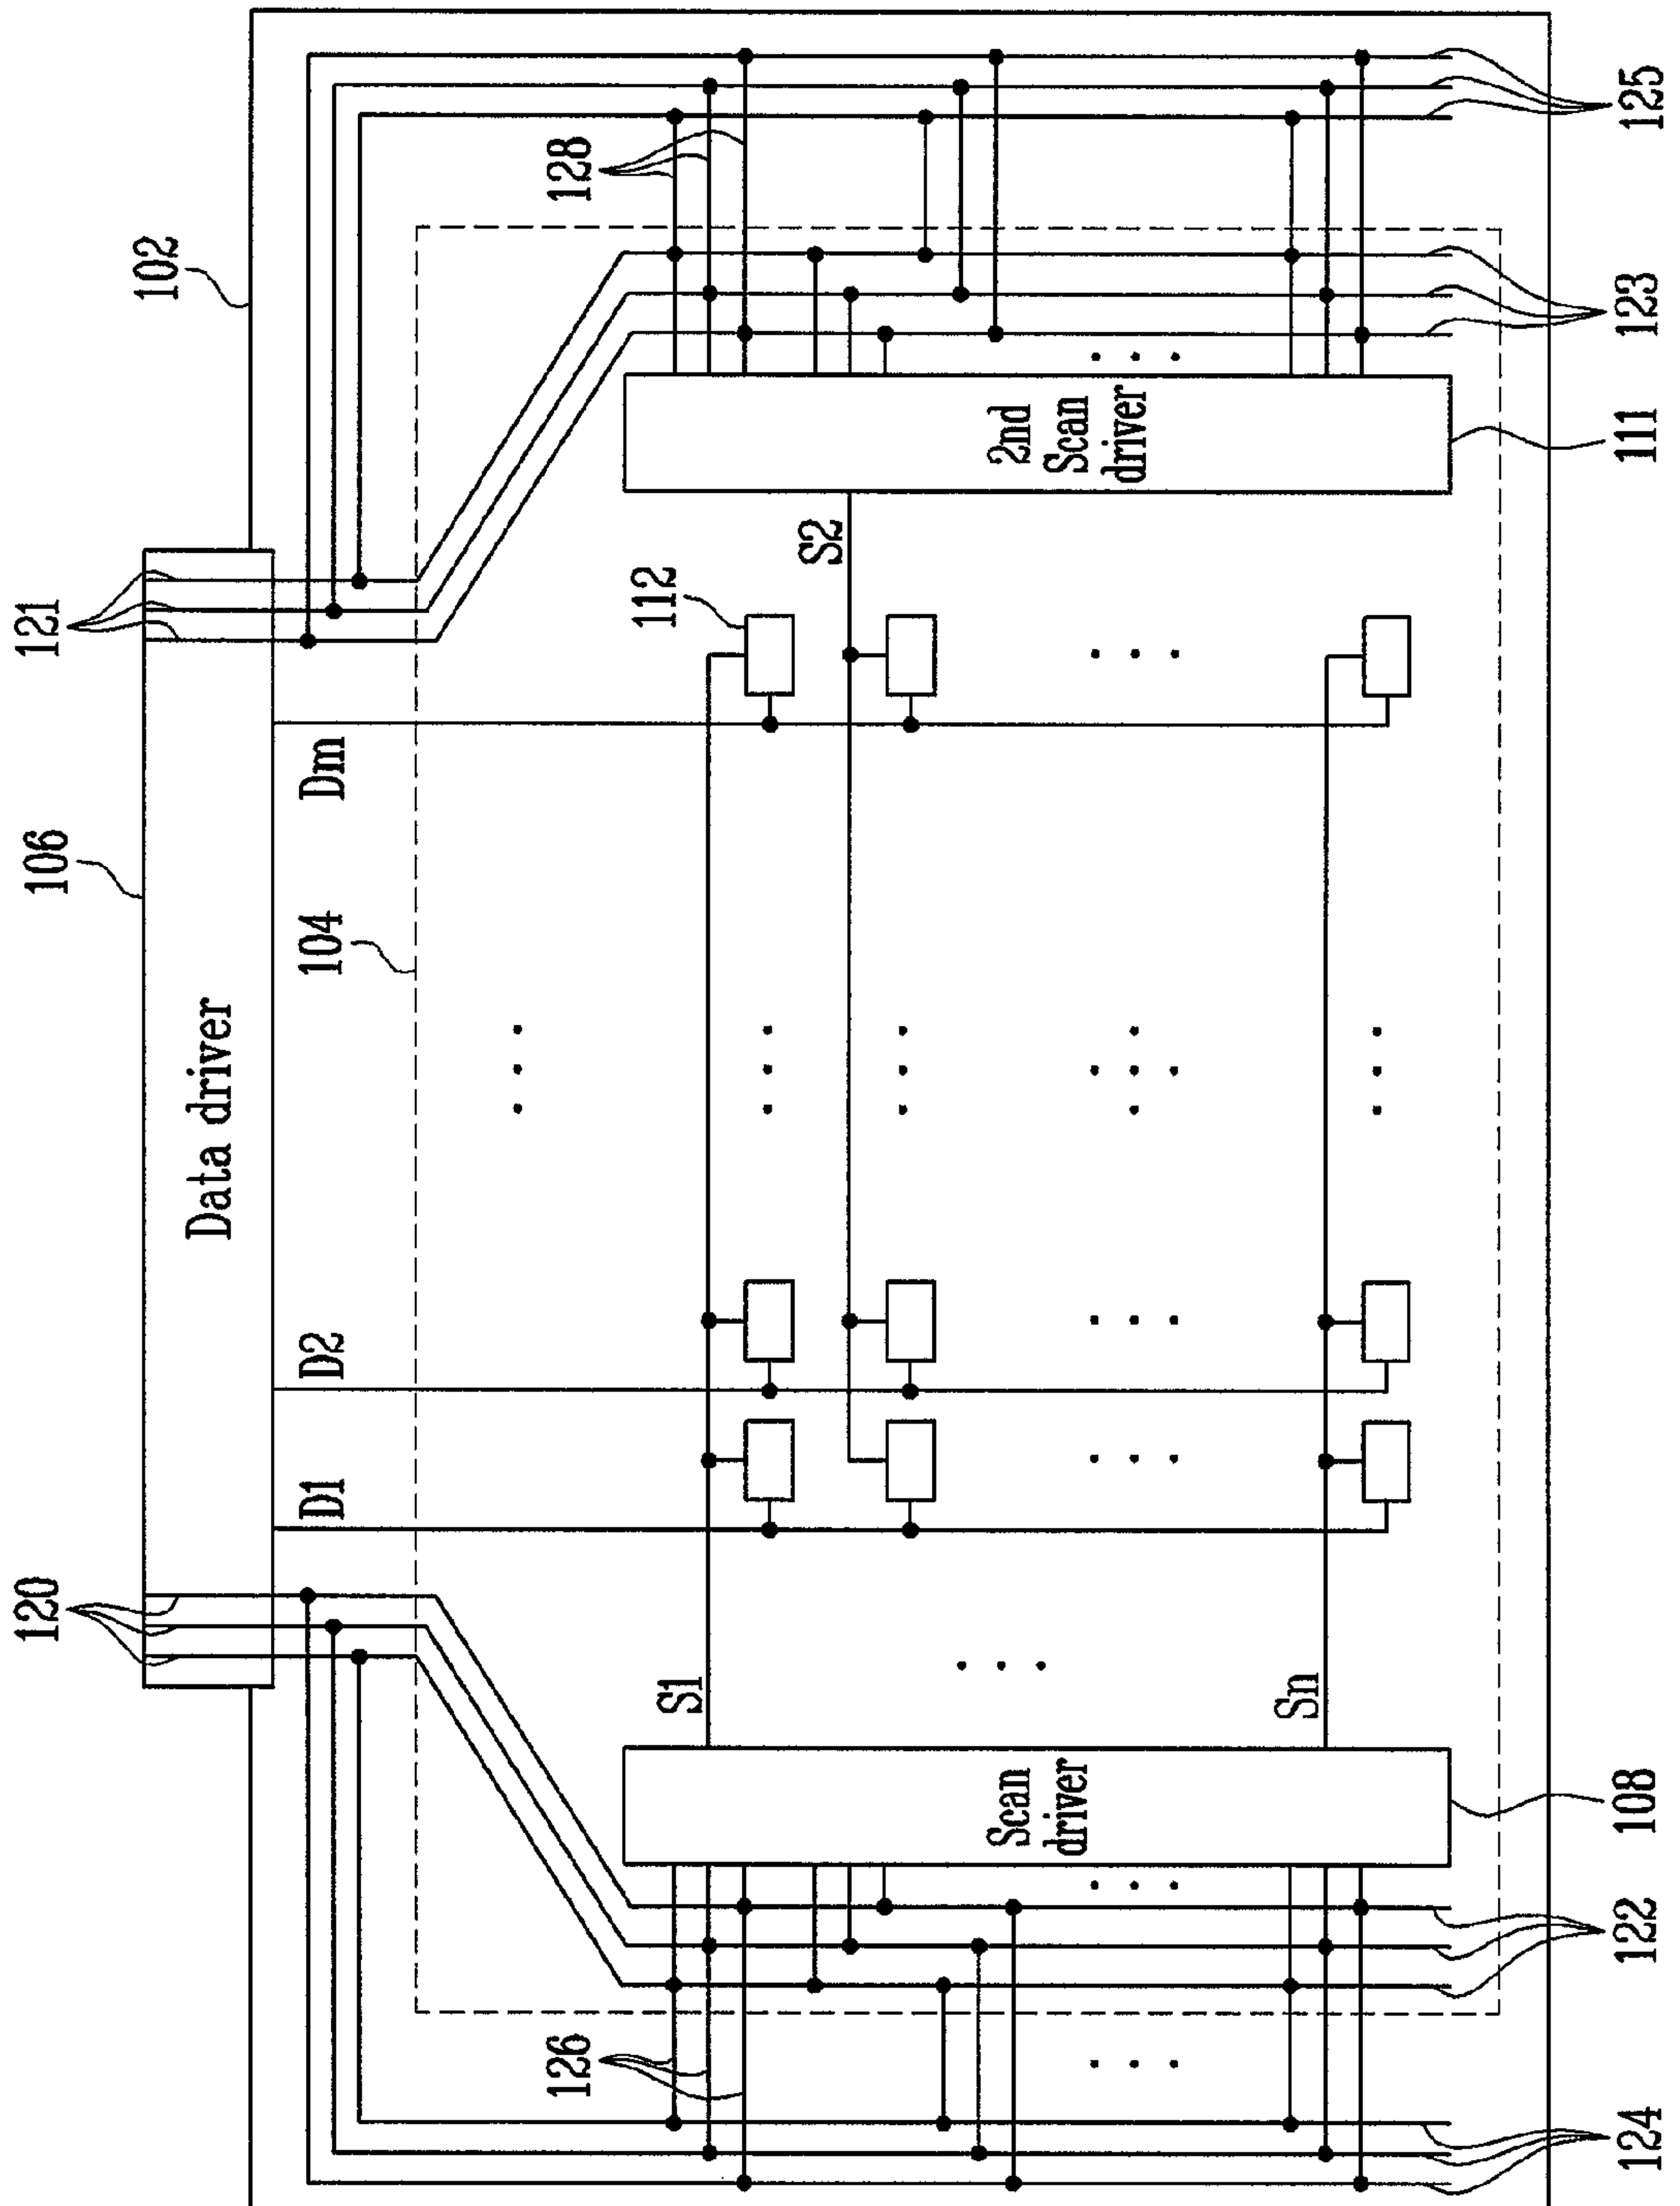 120
106
121
102
Data driver
D1
D2
104
Dm
126
128
S1
112
S2
Scan
driver
2nd
Scan
driver
Sn
124
122
108
111
123
125